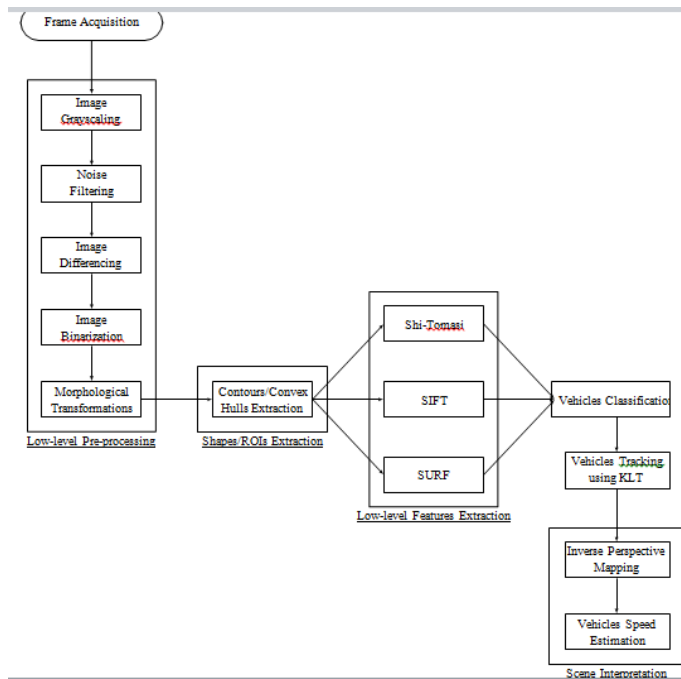 Frame Acquisition
Image
Grayscaling
Noise
Filtering
Image
Differencing
Image
Binarization
Morphological
Transformations
Low-level Pre-processing
Contours/Convex
Hulls Extraction
Shapes/ROIs Extraction
Shi-Tomasi
SIFT
SURF
Low-level Features Extraction
Vehicles Classification
Vehicles Tracking
using KLT
Inverse Perspective
Mapping
Vehicles Speed
Estimation
Scene Interpretation